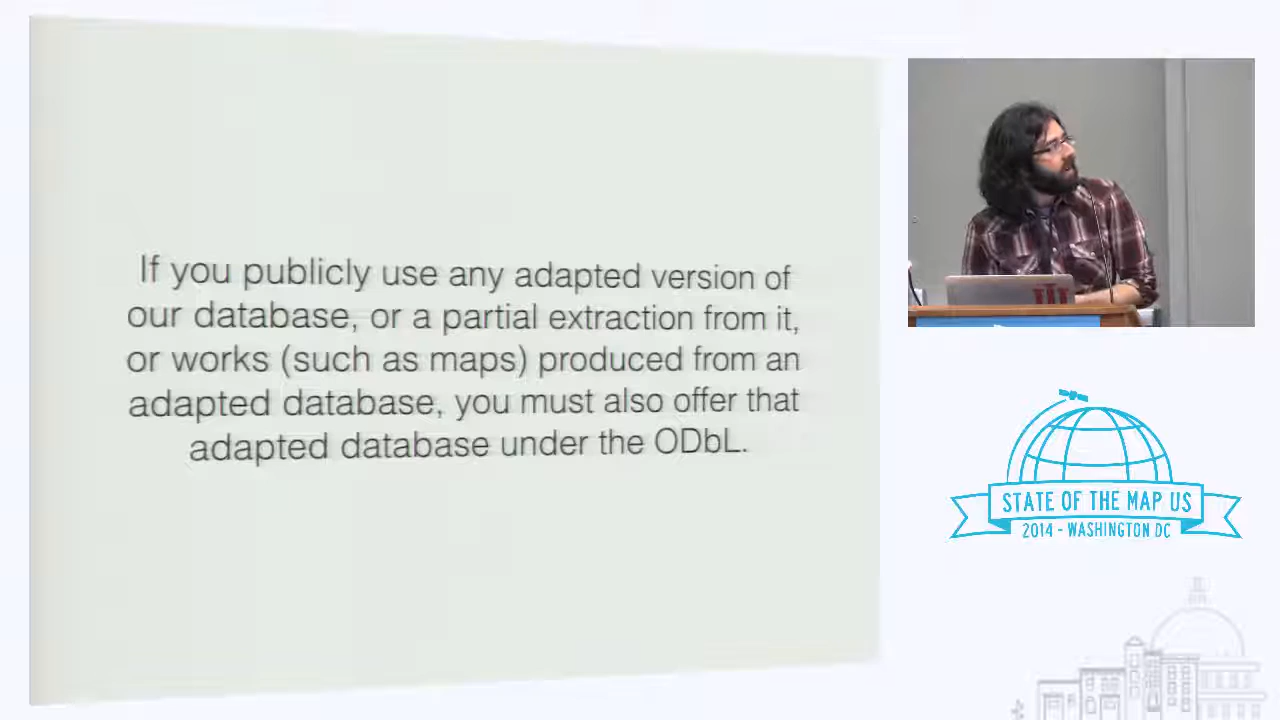 If you publicly use any adapted version of
our database, or a partial extraction from it,
or works (such as maps) produced from an
adapted database, you must also offer that
adapted database under the ODbL.
STATE OF THE MAP US
2014 - WASHINGTON DC